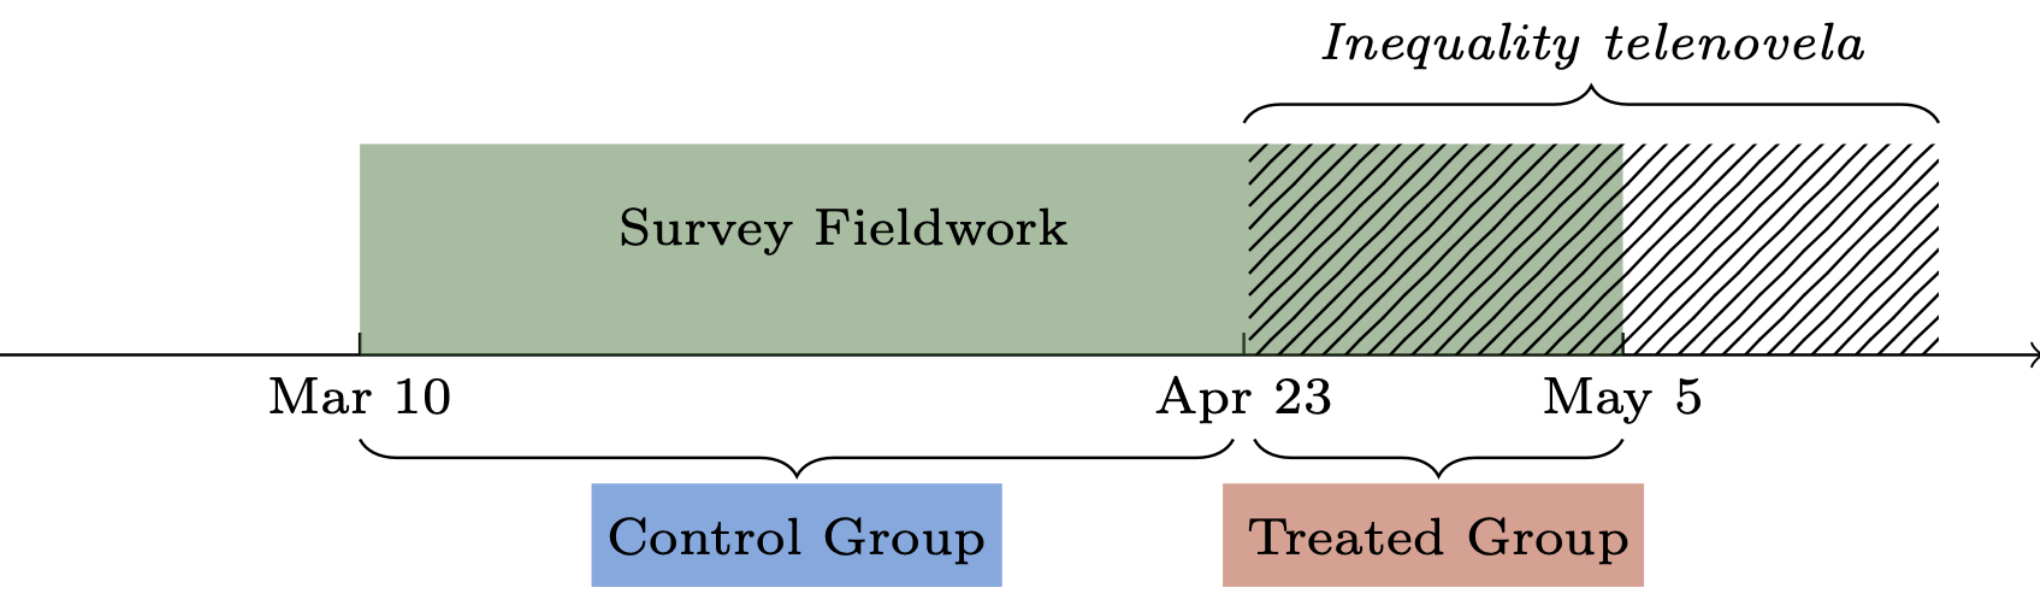 Inequality telenovela
Survey Fieldwork
Mar 10
Apr 23
May 5
Control Group
Treated Group